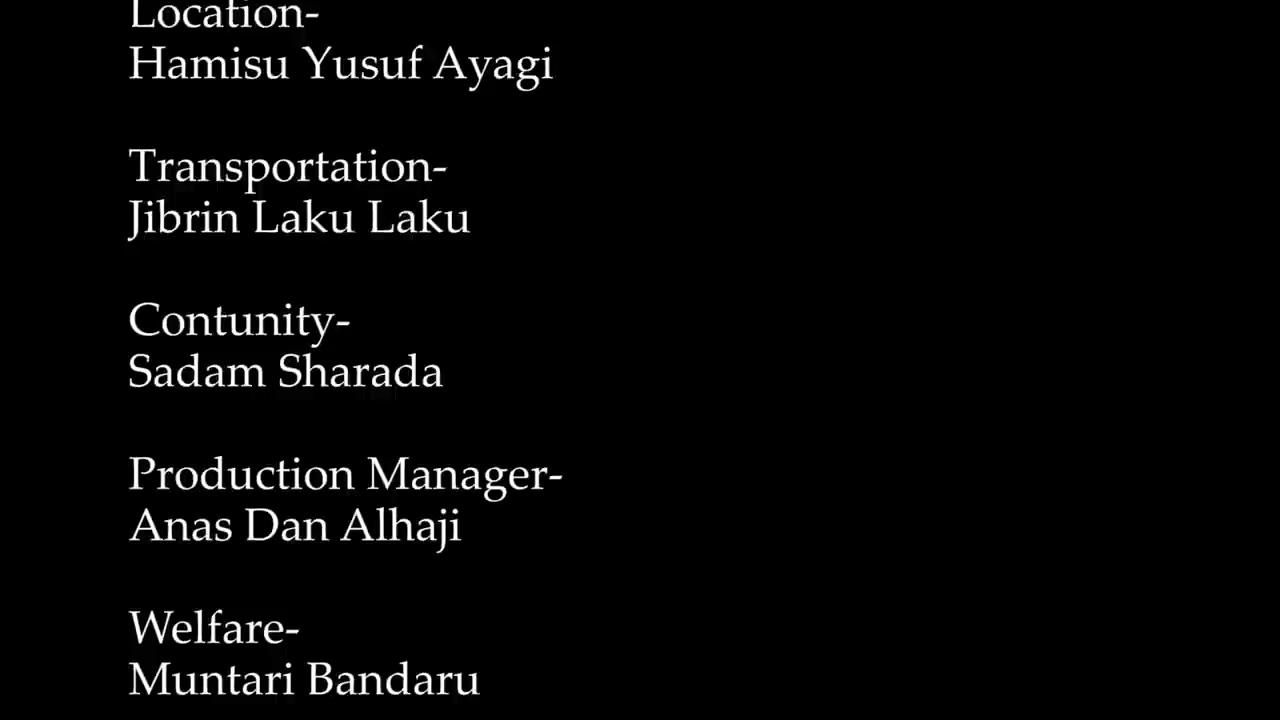 Location-
Hamisu Yusuf Ayagi
Transportation-
Jibrin Laku Laku
Contunity-
Sadam Sharada
Production Manager-
Anas Dan Alhaji
Welfare-
Muntari Bandaru